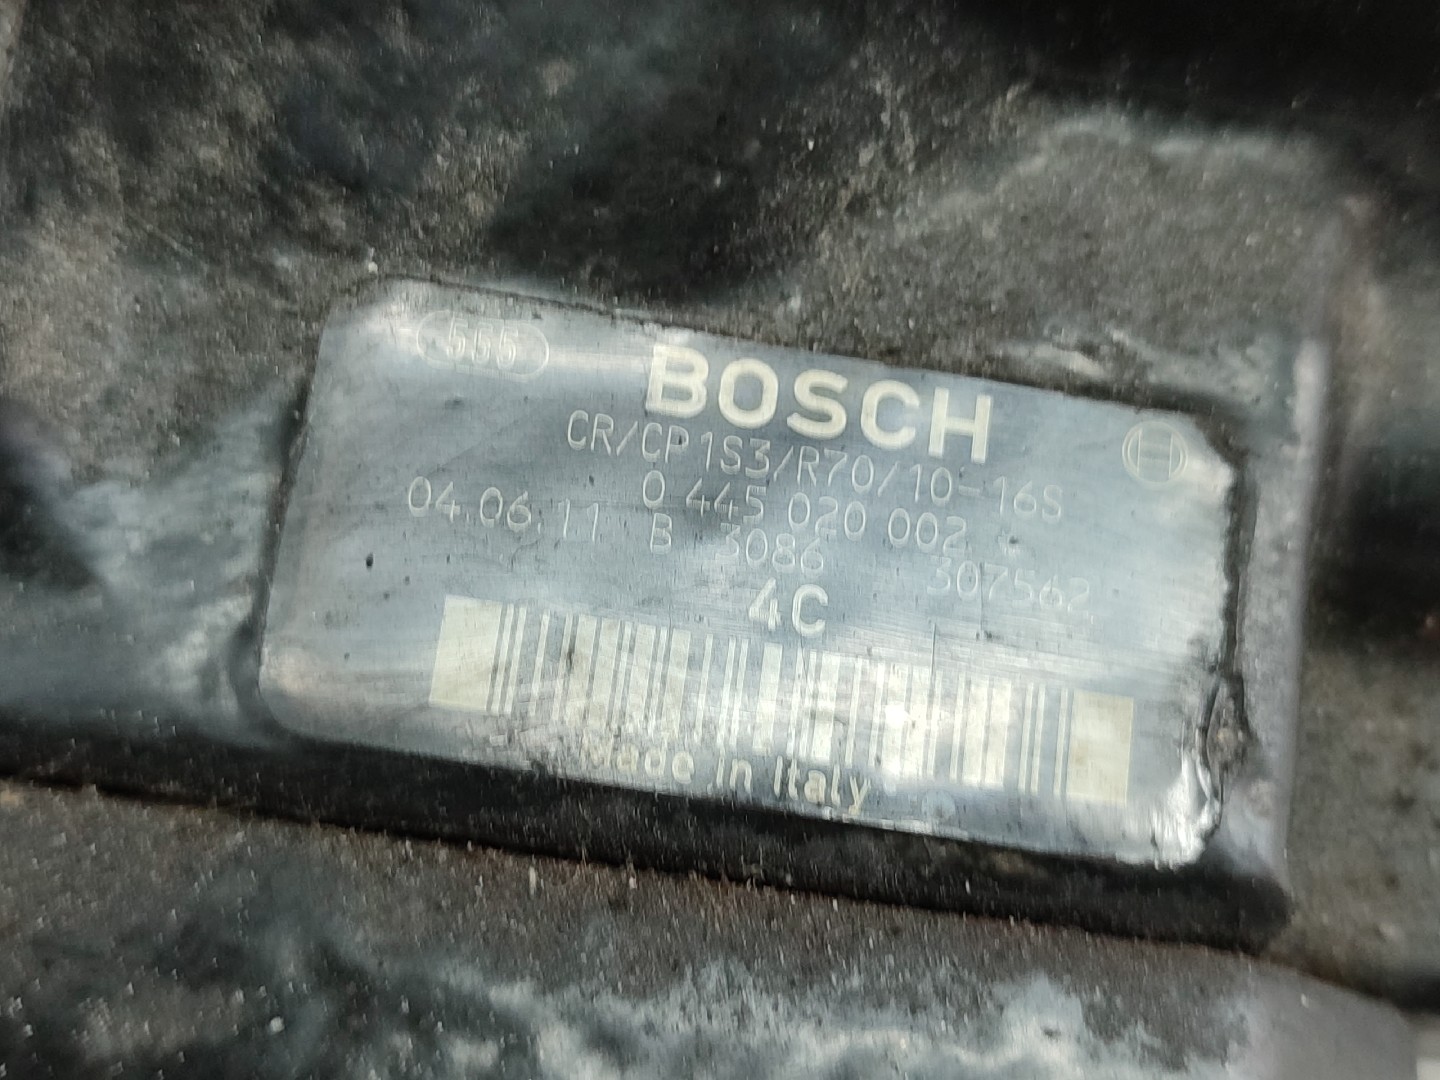 555
BOSCH
CR/CP1S3/R70/10-16S
0 445 020 002
04.06.11 B 3086 307562
4C
Made in Italy